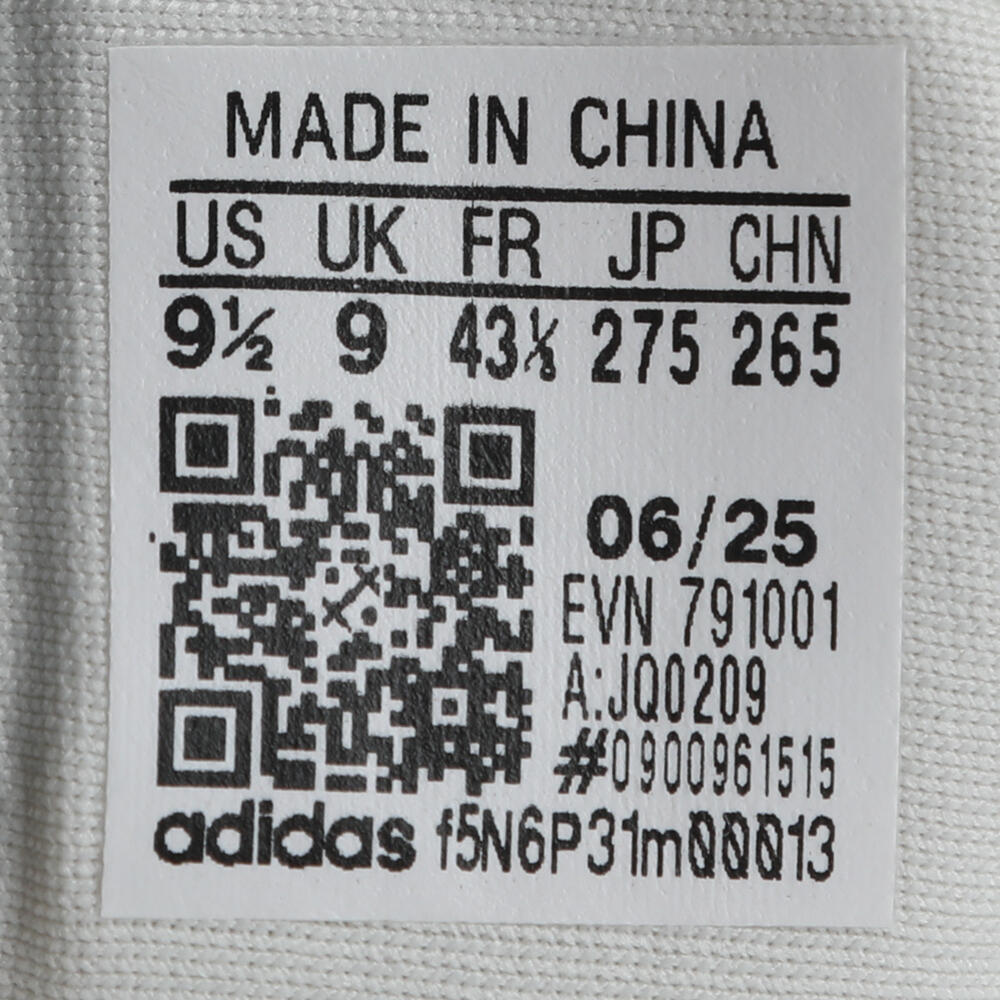 MADE IN CHINA
US UK FR JP CHN
9½ 9 43⅓ 275 265
06/25
EVN 791001
A:JQ0209
#0900961515
adidas f5N6P31m00013